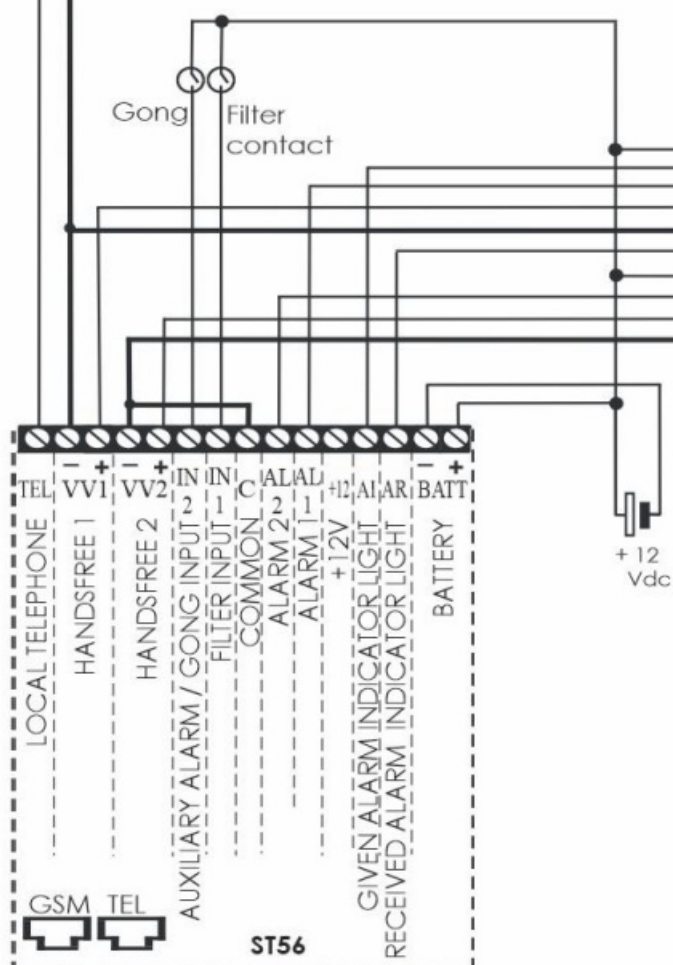 Gong
Filter
contact
TEL
− +
VV1
− +
VV2
IN
2
IN
1
C
AL
2
AL
1
+12
A1
AR
− +
BATT
LOCAL TELEPHONE
HANDSFREE 1
HANDSFREE 2
AUXILIARY ALARM / GONG INPUT
FILTER INPUT
COMMON
ALARM 2
ALARM 1
+12V
GIVEN ALARM INDICATOR LIGHT
RECEIVED ALARM INDICATOR LIGHT
BATTERY
+ 12
Vdc
GSM TEL
ST56